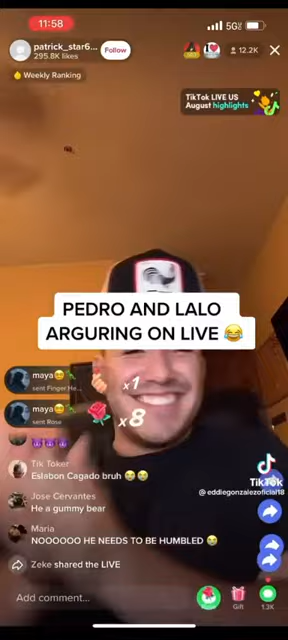 11:58
5G
patrick_star6...
295.8K likes
Follow
12.2K
Weekly Ranking
TikTok LIVE US
August highlights
PEDRO AND LALO
ARGURING ON LIVE 😂
maya
sent Finger He...
x1
maya
sent Rose
x8
😈😈😈
Tik Toker
Eslabon Cagado bruh 😭😭
Jose Cervantes
He a gummy bear
Maria
NOOOOOO HE NEEDS TO BE HUMBLED 😭
Zeke shared the LIVE
TikTok
@eddiegonzalezoficial18
Add comment...
Gift
1.3K